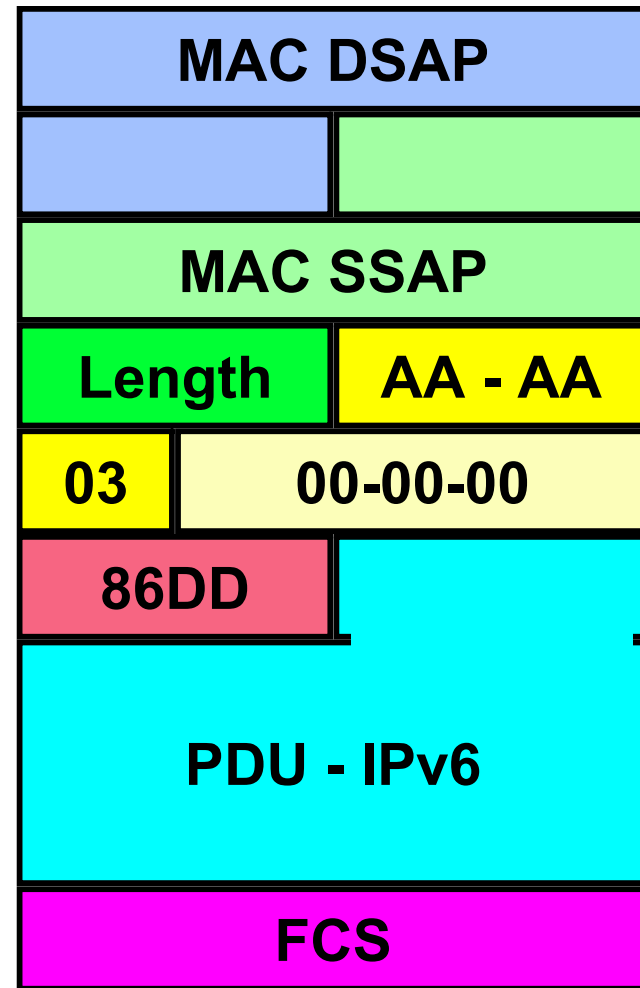 MAC DSAP
MAC SSAP
Length AA - AA
03 00-00-00
86DD
PDU - IPv6
FCS